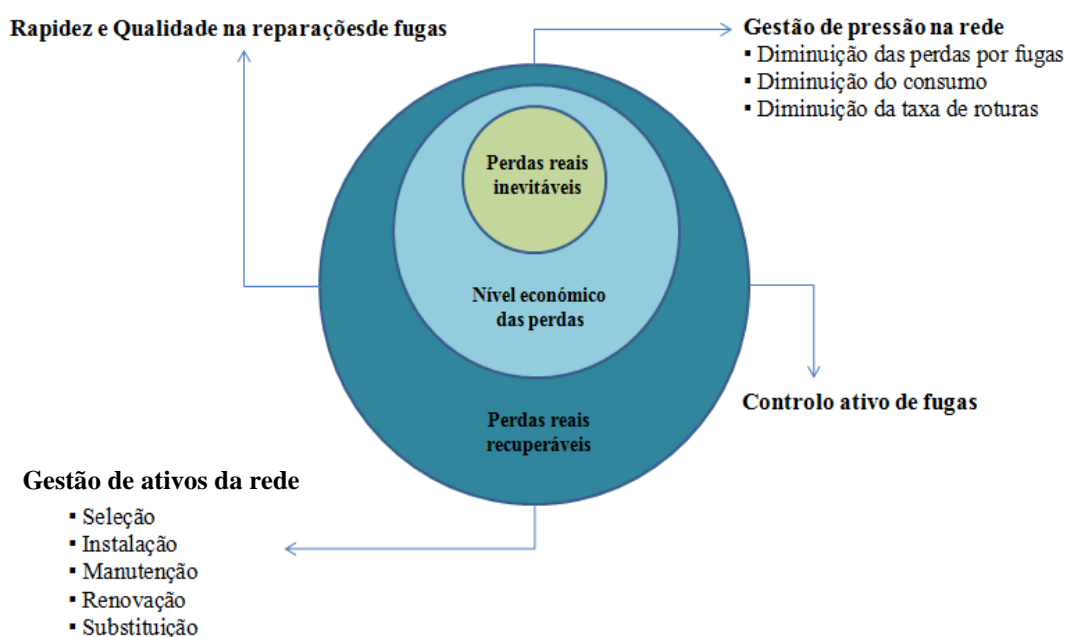 Rapidez e Qualidade na reparaçõesde fugas
Gestão de pressão na rede
▪ Diminuição das perdas por fugas
▪ Diminuição do consumo
▪ Diminuição da taxa de roturas
Perdas reais
inevitáveis
Nível económico
das perdas
Controlo ativo de fugas
Perdas reais
recuperáveis
Gestão de ativos da rede
▪ Seleção
▪ Instalação
▪ Manutenção
▪ Renovação
▪ Substituição